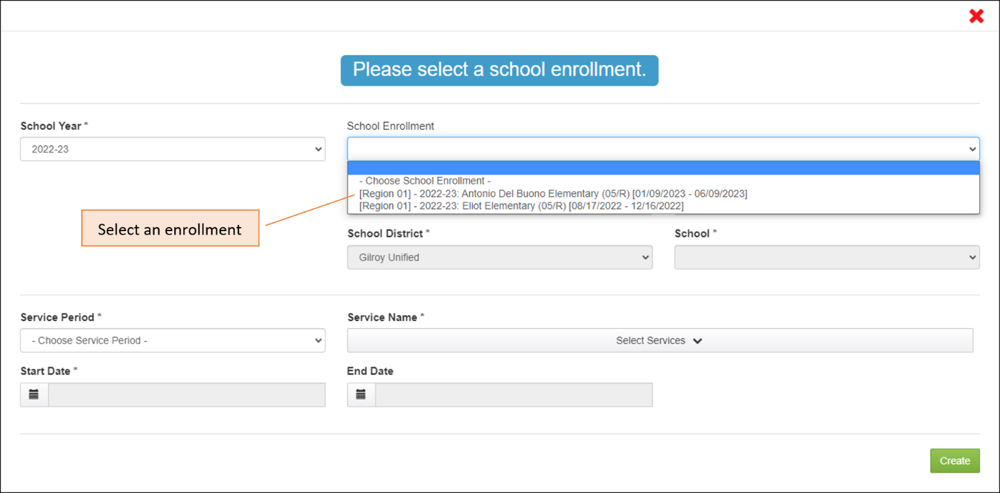 Please select a school enrollment.
School Year *
School Enrollment
2022-23
- Choose School Enrollment -
[Region 01] - 2022-23: Antonio Del Buono Elementary (05/R) [01/09/2023 - 06/09/2023]
[Region 01] - 2022-23: Eliot Elementary (05/R) [08/17/2022 - 12/16/2022]
Select an enrollment
School District *
School *
Gilroy Unified
Service Period *
Service Name *
- Choose Service Period -
Select Services
Start Date *
End Date
Create